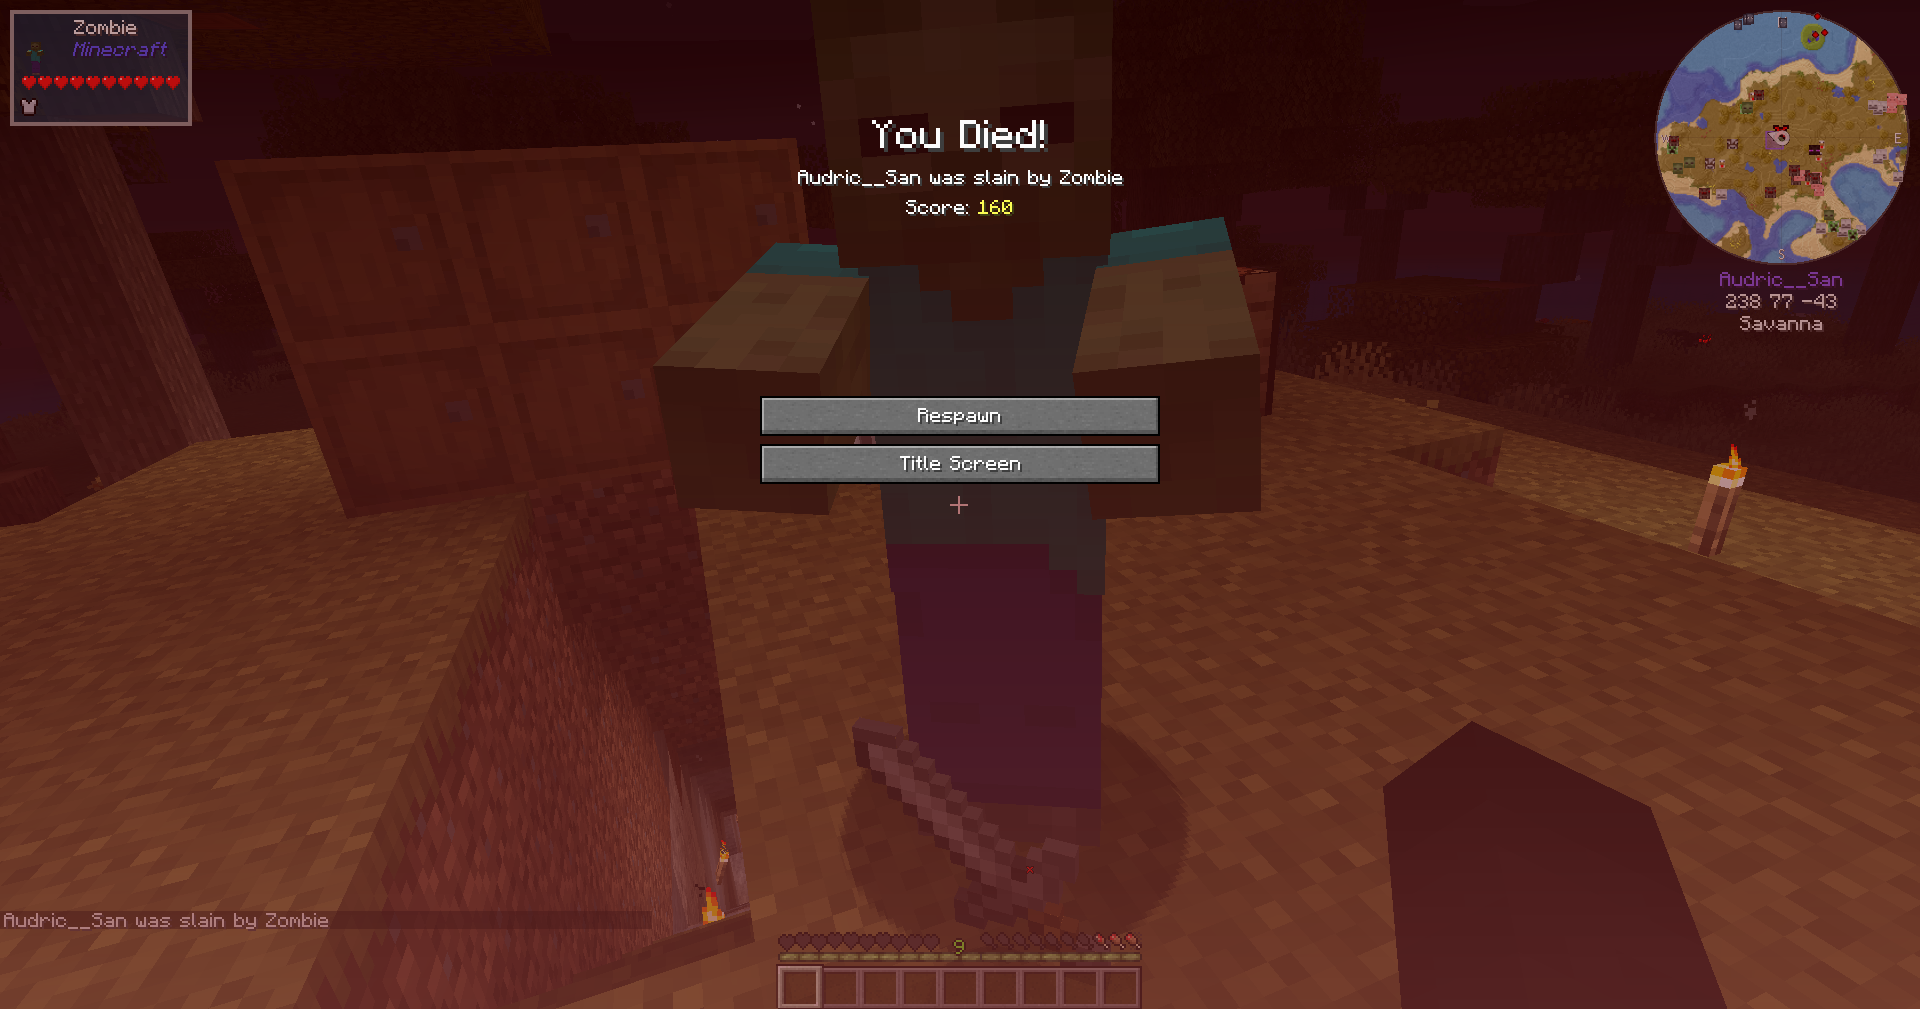 Zombie
Minecraft
You Died!
Audric__San was slain by Zombie
Score: 160
Respawn
Title Screen
W
E
S
Audric__San
238 77 -43
Savanna
Audric__San was slain by Zombie
9